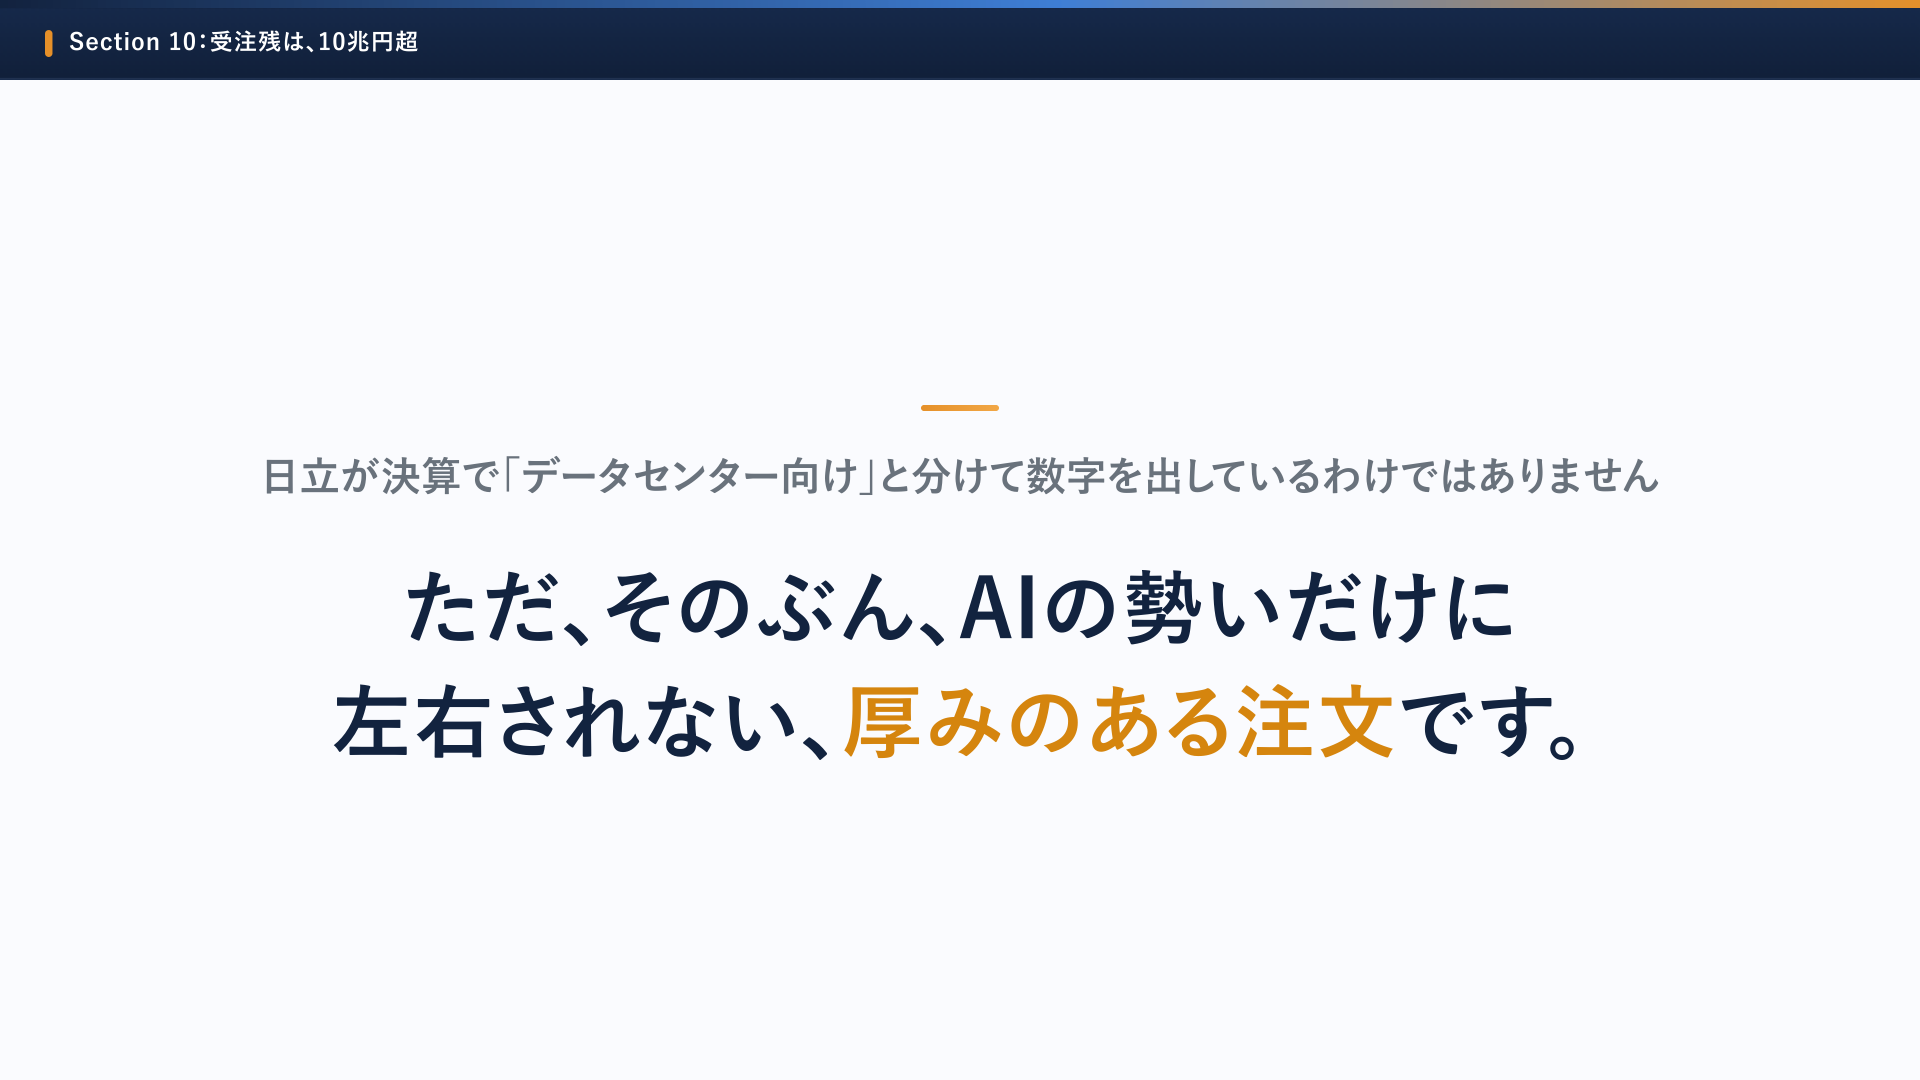 Section 10：受注残は、10兆円超
日立が決算で「データセンター向け」と分けて数字を出しているわけではありません
ただ、そのぶん、AIの勢いだけに
左右されない、厚みのある注文です。